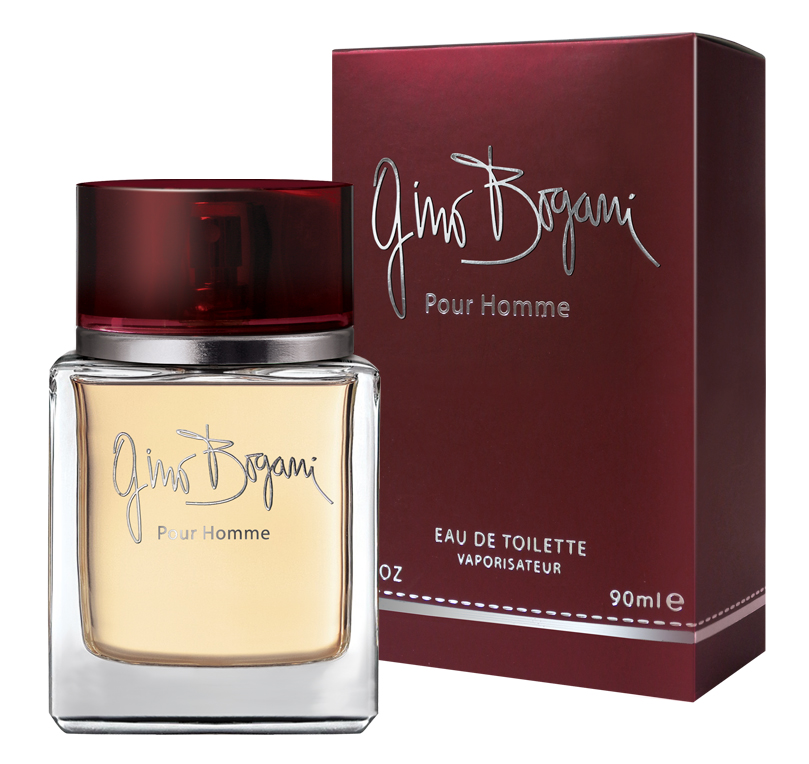 Gino Bogani
Pour Homme
EAU DE TOILETTE
VAPORISATEUR
OZ
90ml e
Gino Bogani
Pour Homme